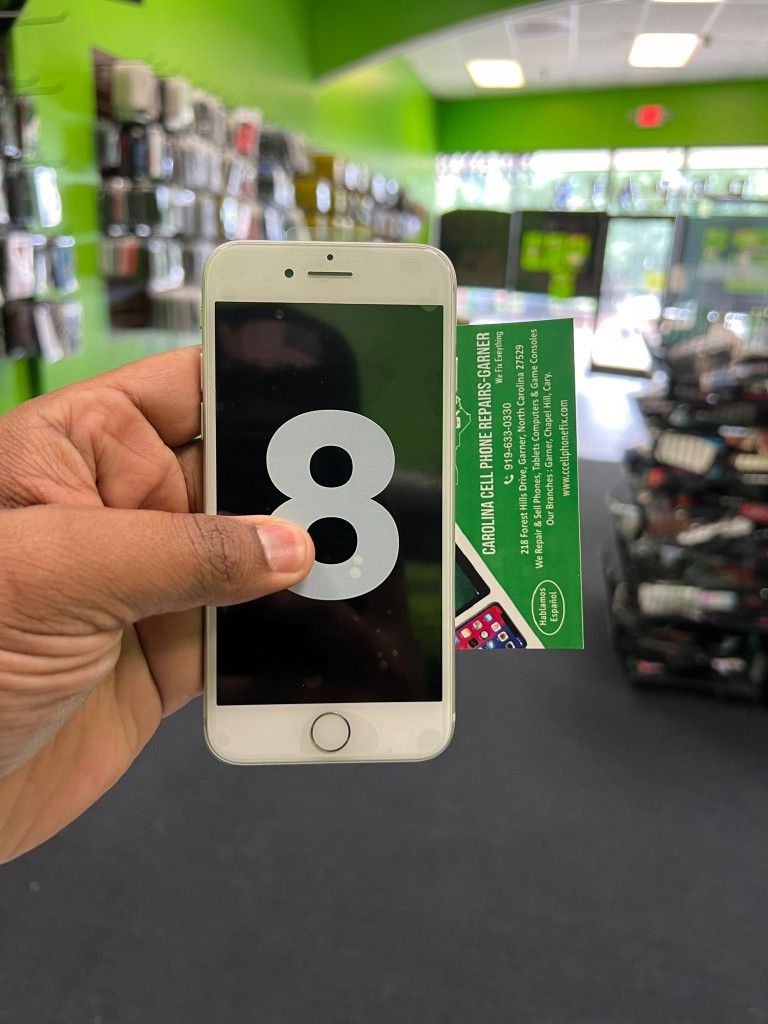 8
CAROLINA CELL PHONE REPAIRS-GARNER
We Fix Everything
919-633-0330
218 Forest Hills Drive, Garner, North Carolina 27529
We Repair & Sell Phones, Tablets Computers & Game Consoles
Our Branches : Garner, Chapel Hill, Cary.
www.ccellphonefix.com
Hablamos
Español